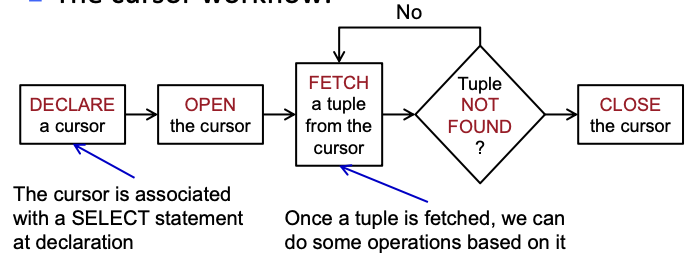 The cursor workflow:
No
DECLARE
a cursor
OPEN
the cursor
FETCH
a tuple
from the
cursor
Tuple
NOT
FOUND
?
CLOSE
the cursor
The cursor is associated
with a SELECT statement
at declaration
Once a tuple is fetched, we can
do some operations based on it